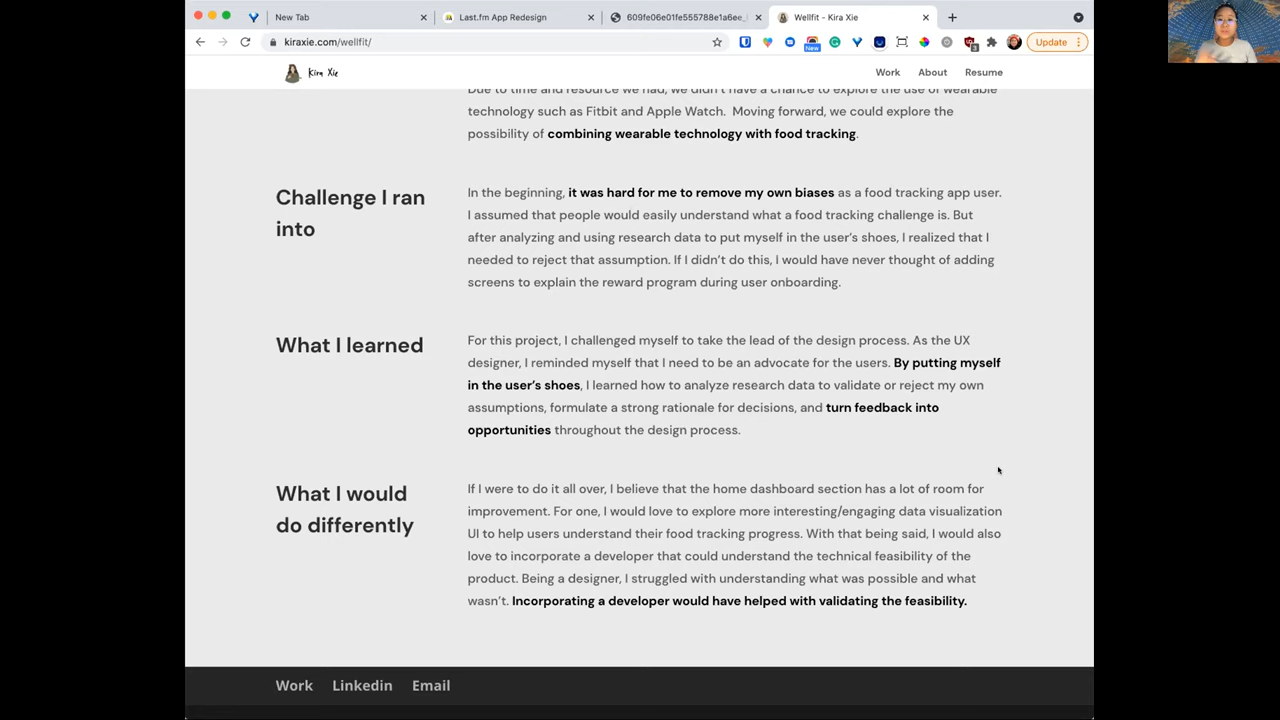 New Tab
Last.fm App Redesign
609fe06e01fe555788e1a6ee_
Wellfit - Kira Xie
kiraxie.com/wellfit/
New
3
Update
Kira Xie
Work
About
Resume
Due to time and resource we had, we didn't have a chance to explore the use of wearable
technology such as Fitbit and Apple Watch. Moving forward, we could explore the
possibility of combining wearable technology with food tracking.
Challenge I ran
into
In the beginning, it was hard for me to remove my own biases as a food tracking app user.
I assumed that people would easily understand what a food tracking challenge is. But
after analyzing and using research data to put myself in the user's shoes, I realized that I
needed to reject that assumption. If I didn't do this, I would have never thought of adding
screens to explain the reward program during user onboarding.
What I learned
For this project, I challenged myself to take the lead of the design process. As the UX
designer, I reminded myself that I need to be an advocate for the users. By putting myself
in the user's shoes, I learned how to analyze research data to validate or reject my own
assumptions, formulate a strong rationale for decisions, and turn feedback into
opportunities throughout the design process.
What I would
do differently
If I were to do it all over, I believe that the home dashboard section has a lot of room for
improvement. For one, I would love to explore more interesting/engaging data visualization
UI to help users understand their food tracking progress. With that being said, I would also
love to incorporate a developer that could understand the technical feasibility of the
product. Being a designer, I struggled with understanding what was possible and what
wasn't. Incorporating a developer would have helped with validating the feasibility.
Work
Linkedin
Email